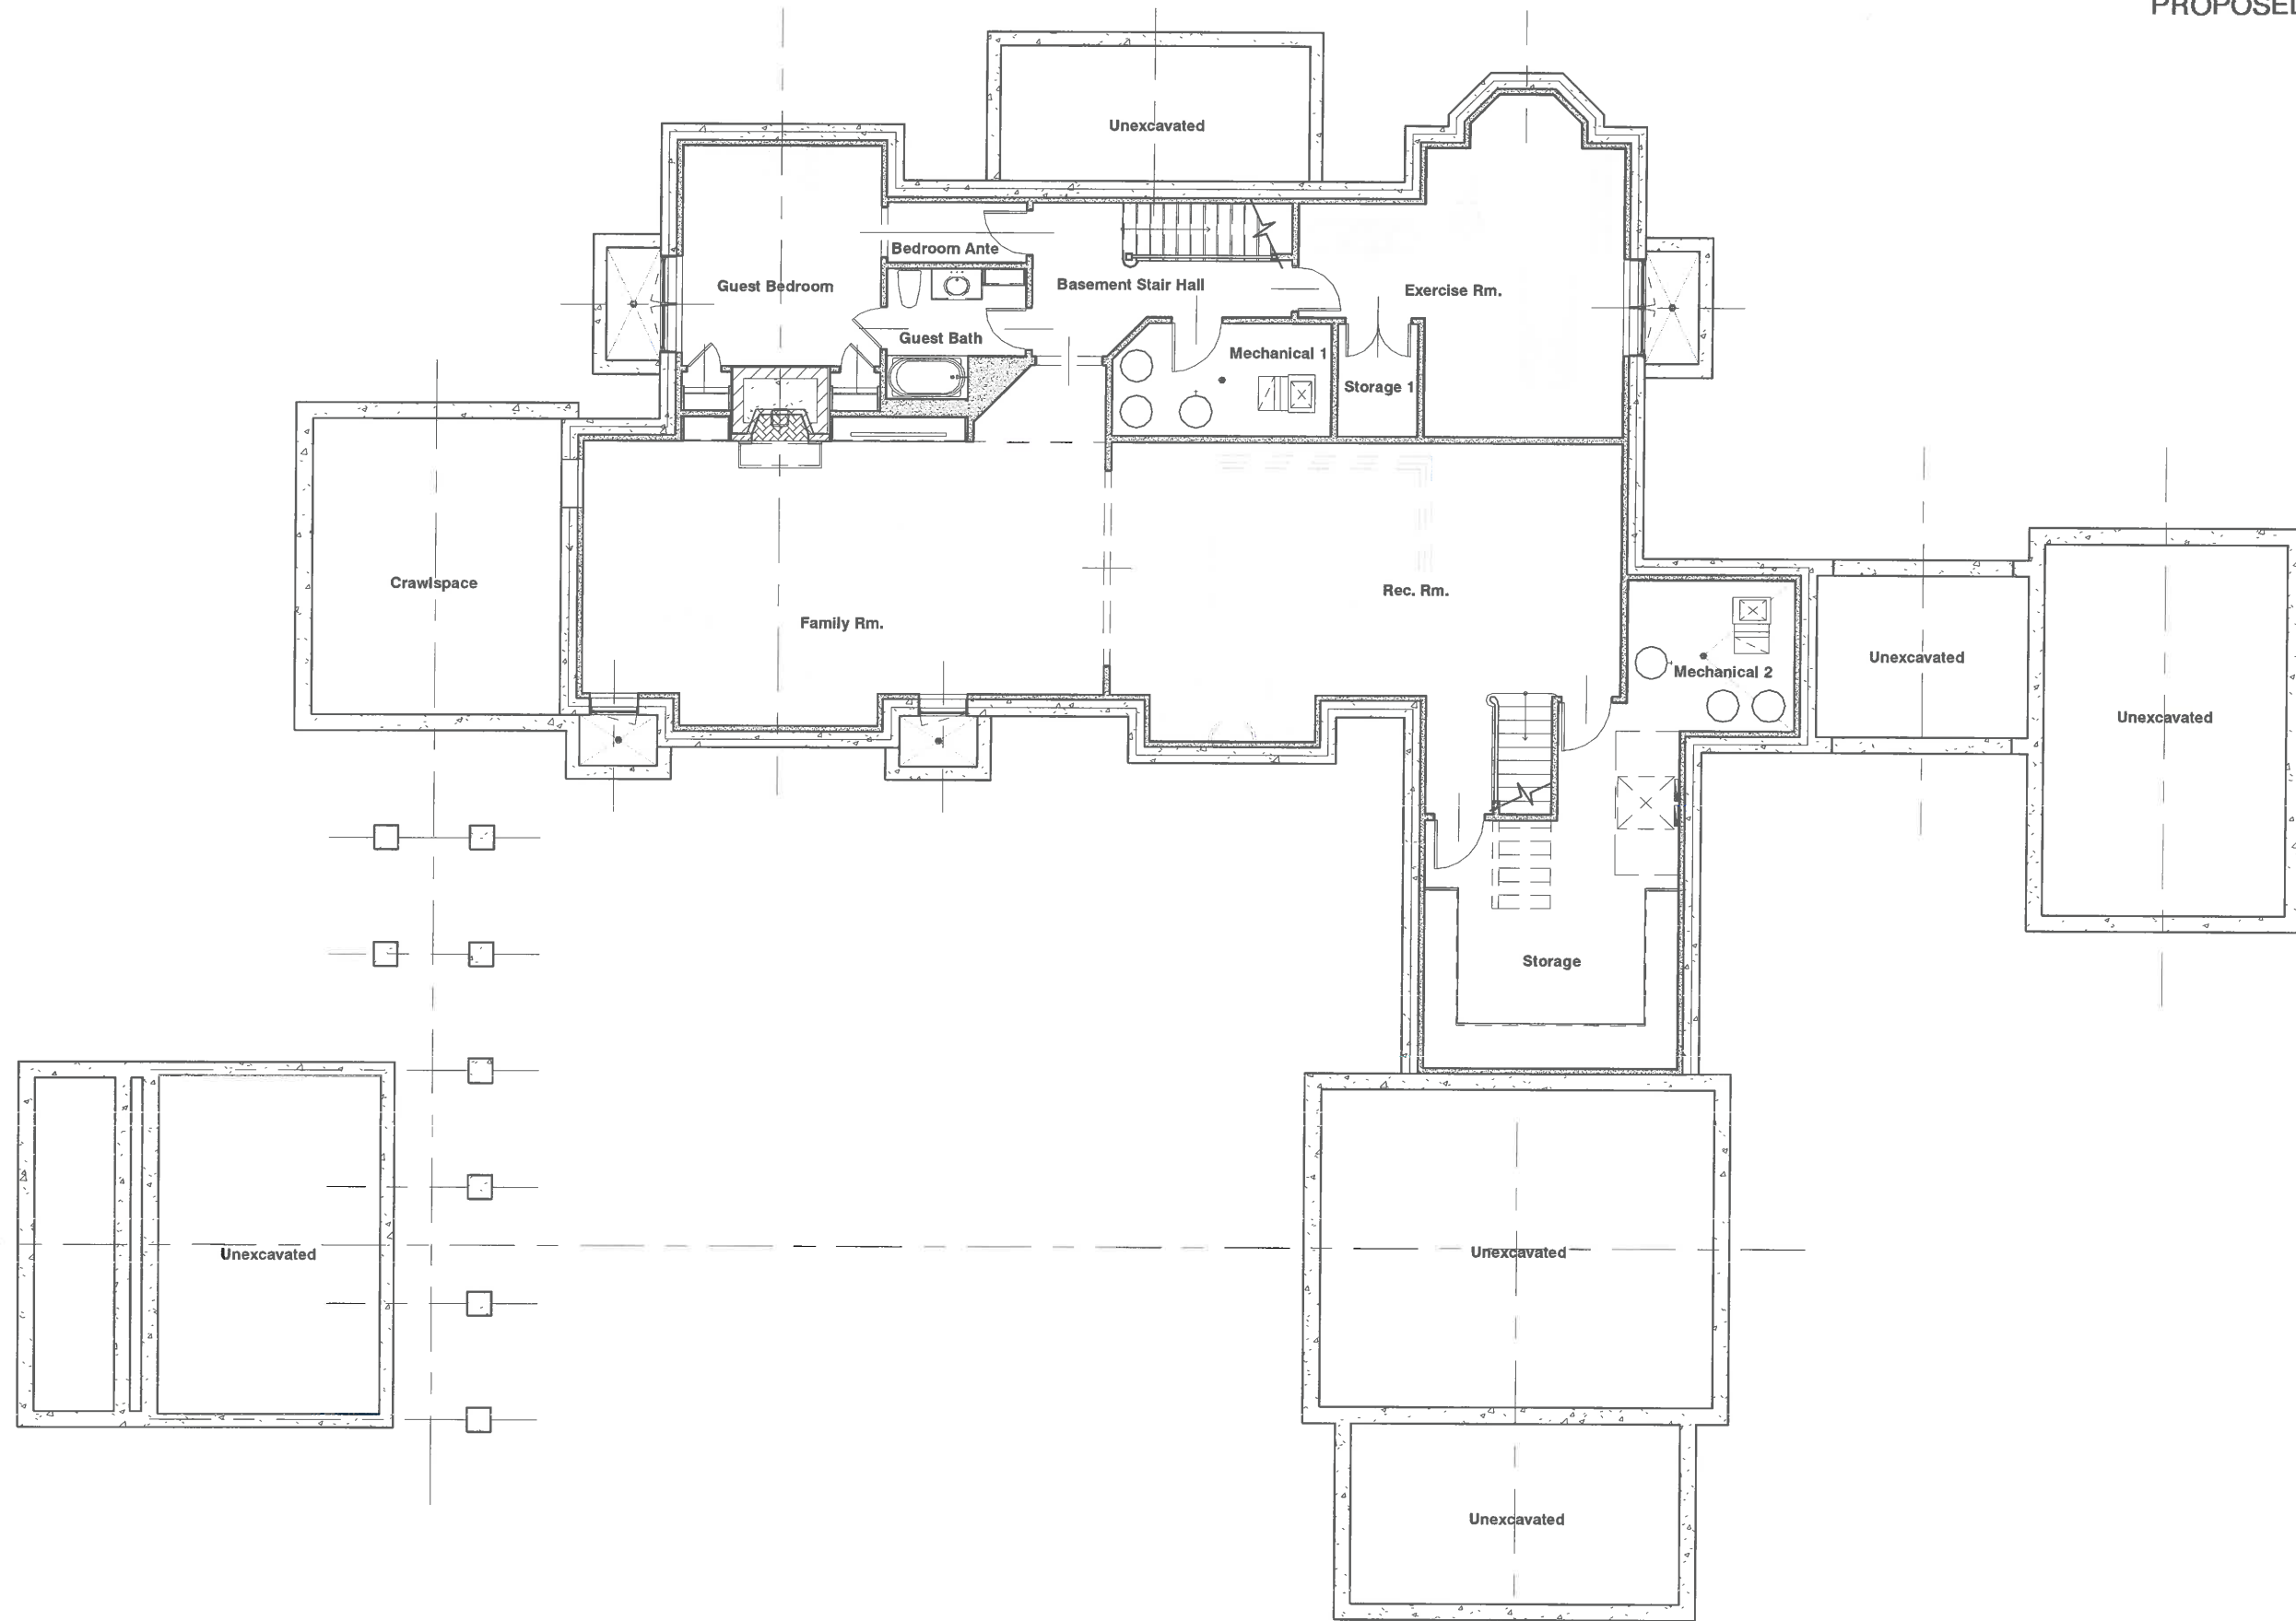 PROPOSED
Unexcavated
Bedroom Ante
Guest Bedroom
Basement Stair Hall
Exercise Rm.
Guest Bath
Mechanical 1
Storage 1
Crawlspace
Rec. Rm.
Family Rm.
Unexcavated
Mechanical 2
Unexcavated
Storage
Unexcavated
Unexcavated
Unexcavated